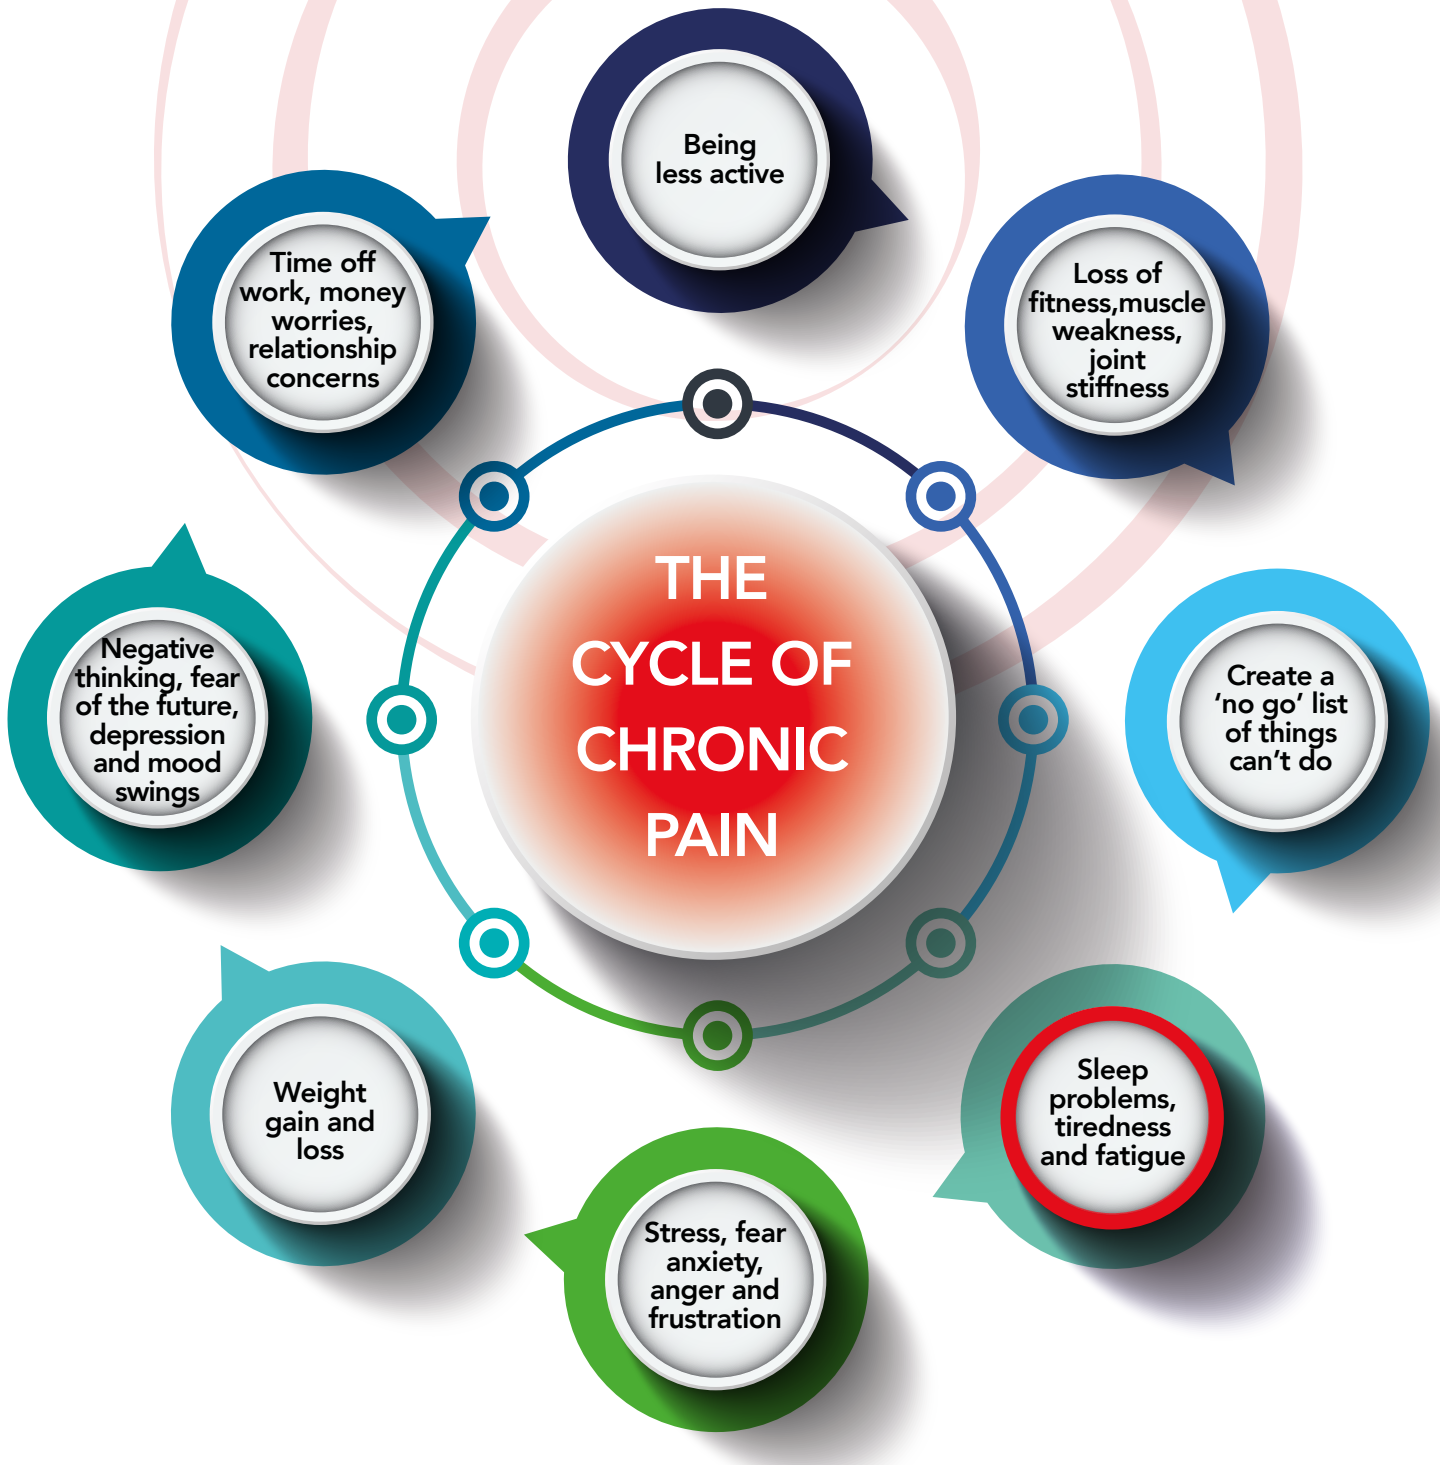 Being
less active
Loss of
fitness,muscle
weakness,
joint
stiffness
Create a
‘no go’ list
of things
can’t do
Sleep
problems,
tiredness
and fatigue
Stress, fear
anxiety,
anger and
frustration
Weight
gain and
loss
Negative
thinking, fear
of the future,
depression
and mood
swings
Time off
work, money
worries,
relationship
concerns
THE
CYCLE OF
CHRONIC
PAIN